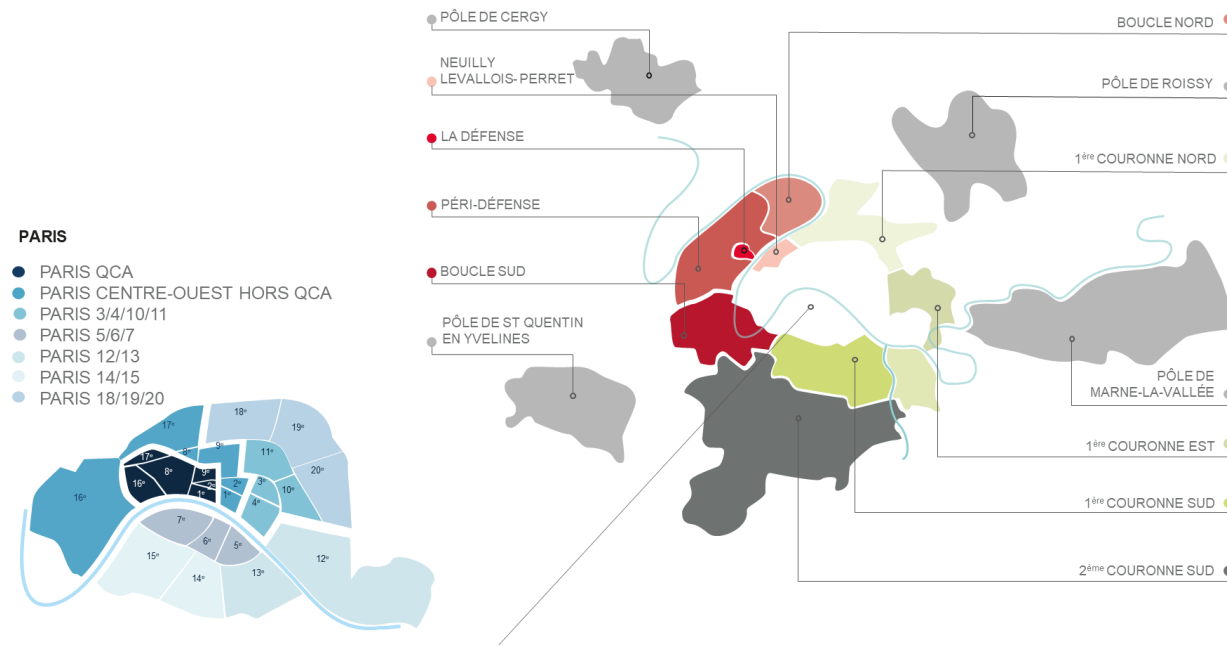 PÔLE DE CERGY
NEUILLY
LEVALLOIS- PERRET
LA DÉFENSE
PÉRI-DÉFENSE
BOUCLE SUD
PÔLE DE ST QUENTIN
EN YVELINES
BOUCLE NORD
PÔLE DE ROISSY
1ère COURONNE NORD
PÔLE DE
MARNE-LA-VALLÉE
1ère COURONNE EST
1ère COURONNE SUD
2ème COURONNE SUD
PARIS
PARIS QCA
PARIS CENTRE-OUEST HORS QCA
PARIS 3/4/10/11
PARIS 5/6/7
PARIS 12/13
PARIS 14/15
PARIS 18/19/20
18e
17e
19e
8e
9e
11e
17e
8e
9e
20e
16e
16e
2e
2e
3e
10e
1e
1e
4e
7e
6e
5e
15e
14e
13e
12e